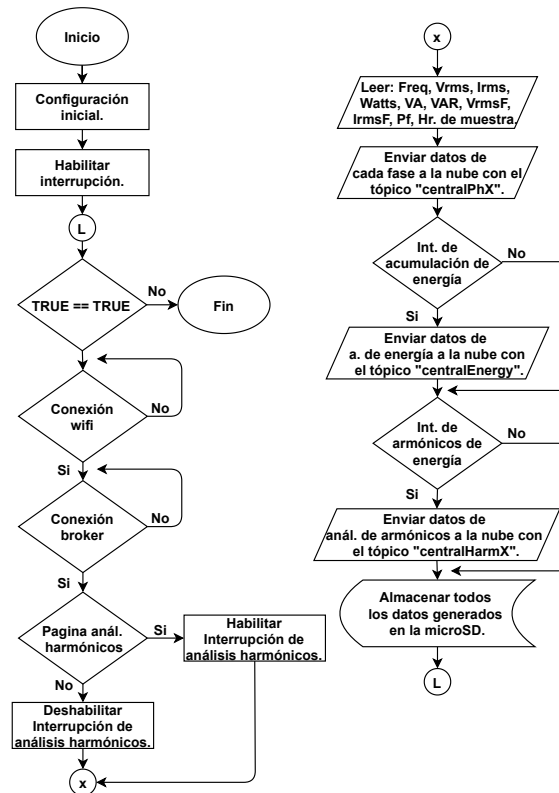 Inicio
Configuración
inicial.
Habilitar
interrupción.
L
TRUE == TRUE
No
Fin
Conexión
wifi
No
Si
Conexión
broker
No
Si
Pagina anál.
harmónicos
Si
Habilitar
Interrupción de
análisis harmónicos.
No
Deshabilitar
Interrupción de
análisis harmónicos.
x
x
Leer: Freq, Vrms, Irms,
Watts, VA, VAR, VrmsF,
IrmsF, Pf, Hr. de muestra.
Enviar datos de
cada fase a la nube con el
tópico "centralPhX".
Int. de
acumulación de
energía
No
Si
Enviar datos de
a. de energía a la nube con
el tópico "centralEnergy".
Int. de
armónicos de
energía
No
Si
Enviar datos de
anál. de armónicos a la nube con
el tópico "centralHarmX".
Almacenar todos
los datos generados
en la microSD.
L